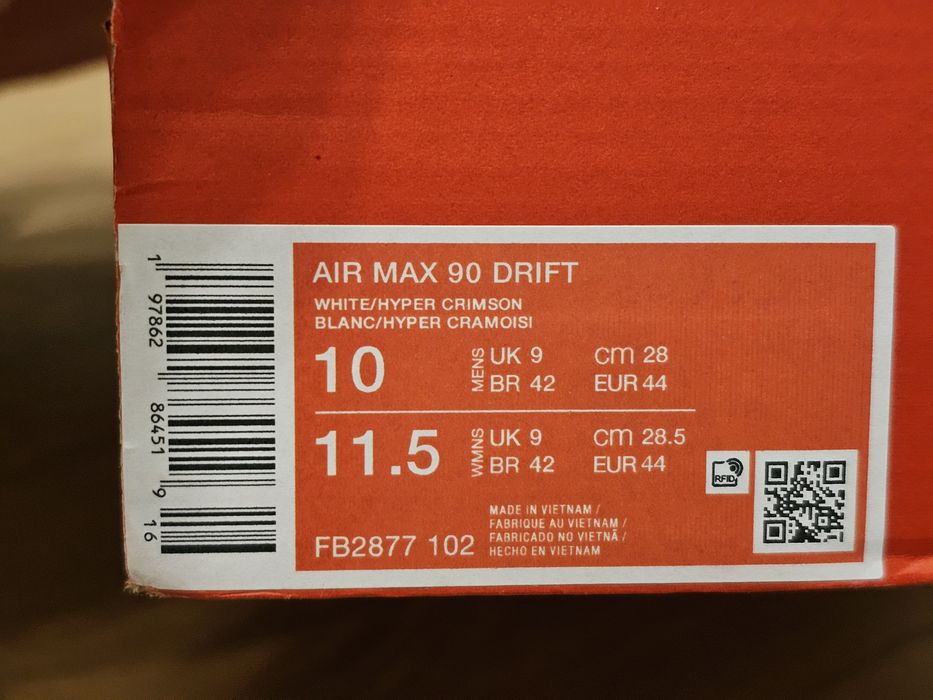 1 97862 86451 9 16
AIR MAX 90 DRIFT
WHITE/HYPER CRIMSON
BLANC/HYPER CRAMOISI
10
MENS
UK 9 cm 28
BR 42 EUR 44
11.5
WMNS
UK 9 cm 28.5
BR 42 EUR 44
RFID
FB2877 102
MADE IN VIETNAM /
FABRIQUE AU VIETNAM /
FABRICADO NO VIETNÃ /
HECHO EN VIETNAM